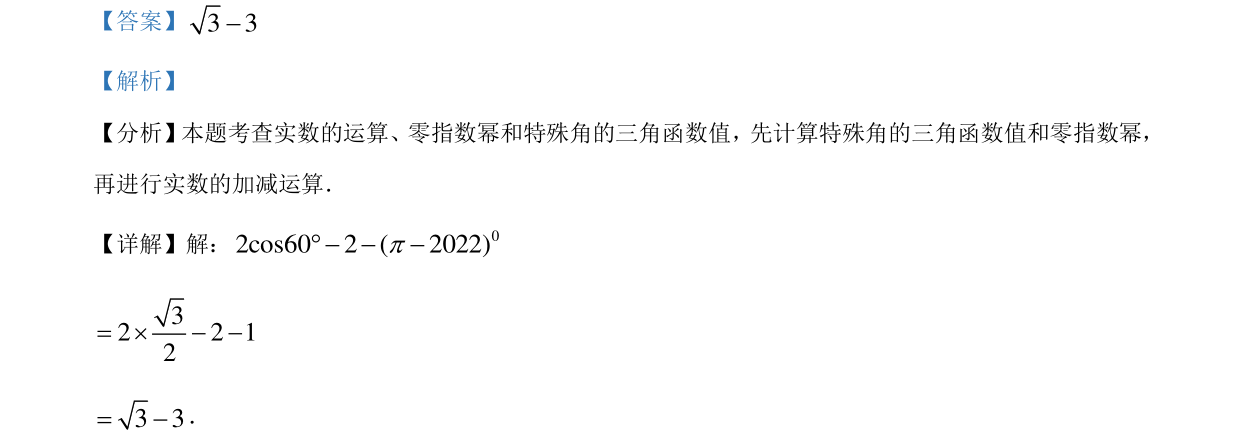 【答案】√3－3
【解析】
【分析】本题考查实数的运算、零指数幂和特殊角的三角函数值，先计算特殊角的三角函数值和零指数幂，
再进行实数的加减运算．
【详解】解：2cos60°－2－(π－2022)⁰
＝2×√3/2－2－1
＝√3－3．